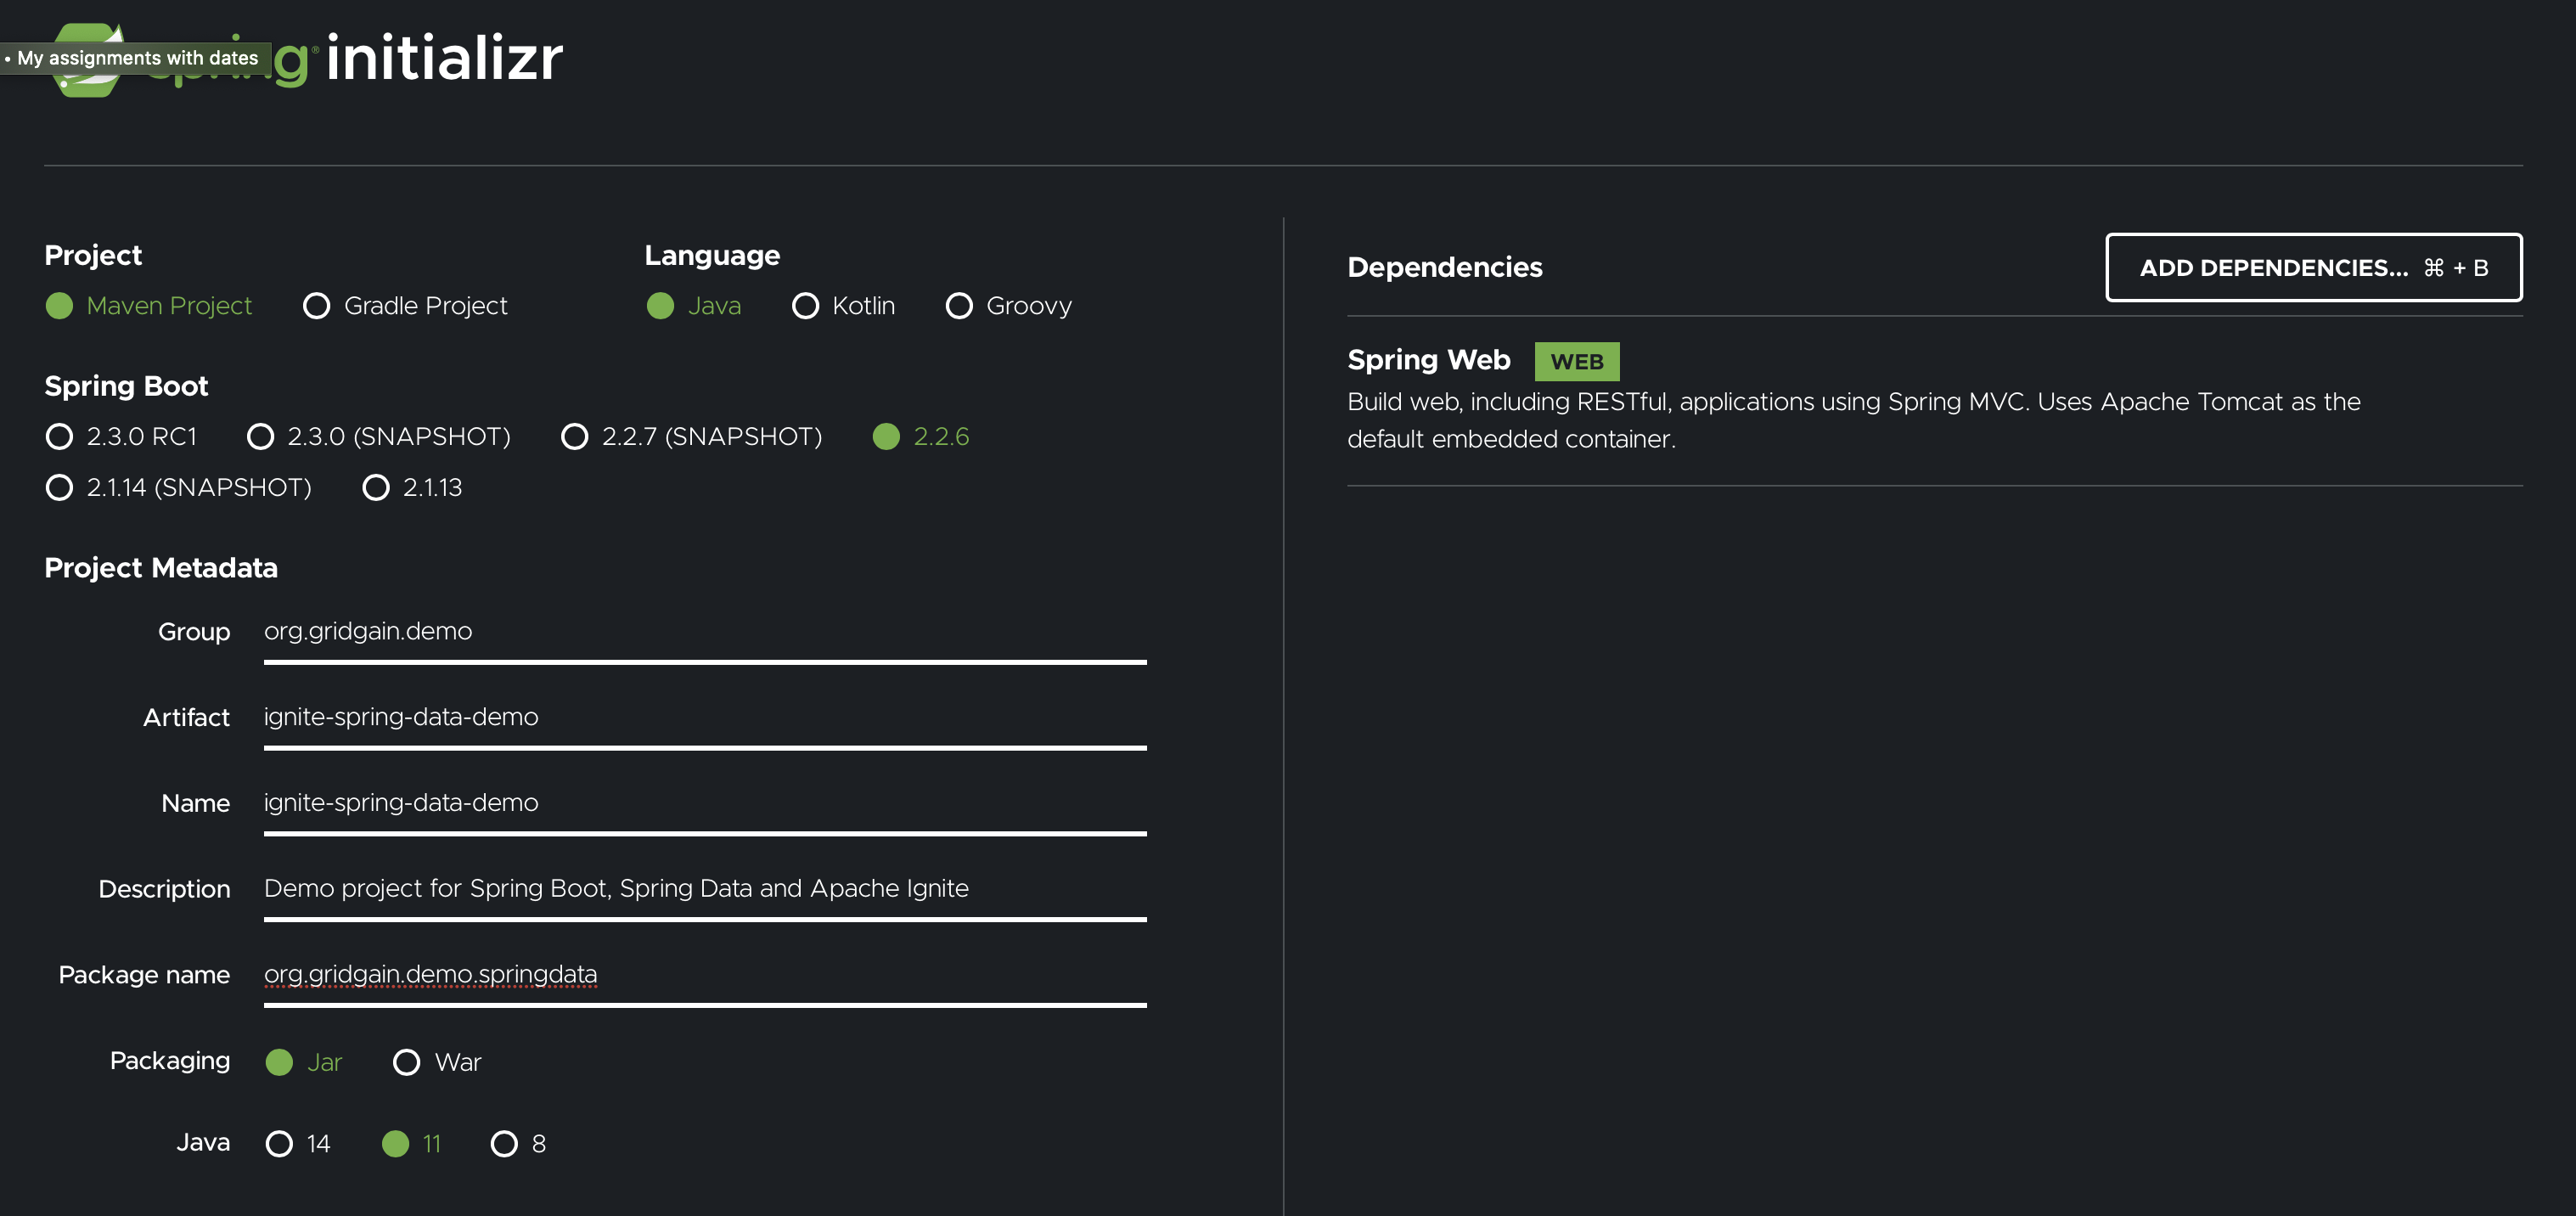 • My assignments with dates
spring® initializr
Project
Maven Project Gradle Project
Language
Java Kotlin Groovy
Spring Boot
2.3.0 RC1 2.3.0 (SNAPSHOT) 2.2.7 (SNAPSHOT) 2.2.6
2.1.14 (SNAPSHOT) 2.1.13
Project Metadata
Group org.gridgain.demo
Artifact ignite-spring-data-demo
Name ignite-spring-data-demo
Description Demo project for Spring Boot, Spring Data and Apache Ignite
Package name org.gridgain.demo.springdata
Packaging Jar War
Java 14 11 8
Dependencies
ADD DEPENDENCIES... ⌘ + B
Spring Web WEB
Build web, including RESTful, applications using Spring MVC. Uses Apache Tomcat as the
default embedded container.